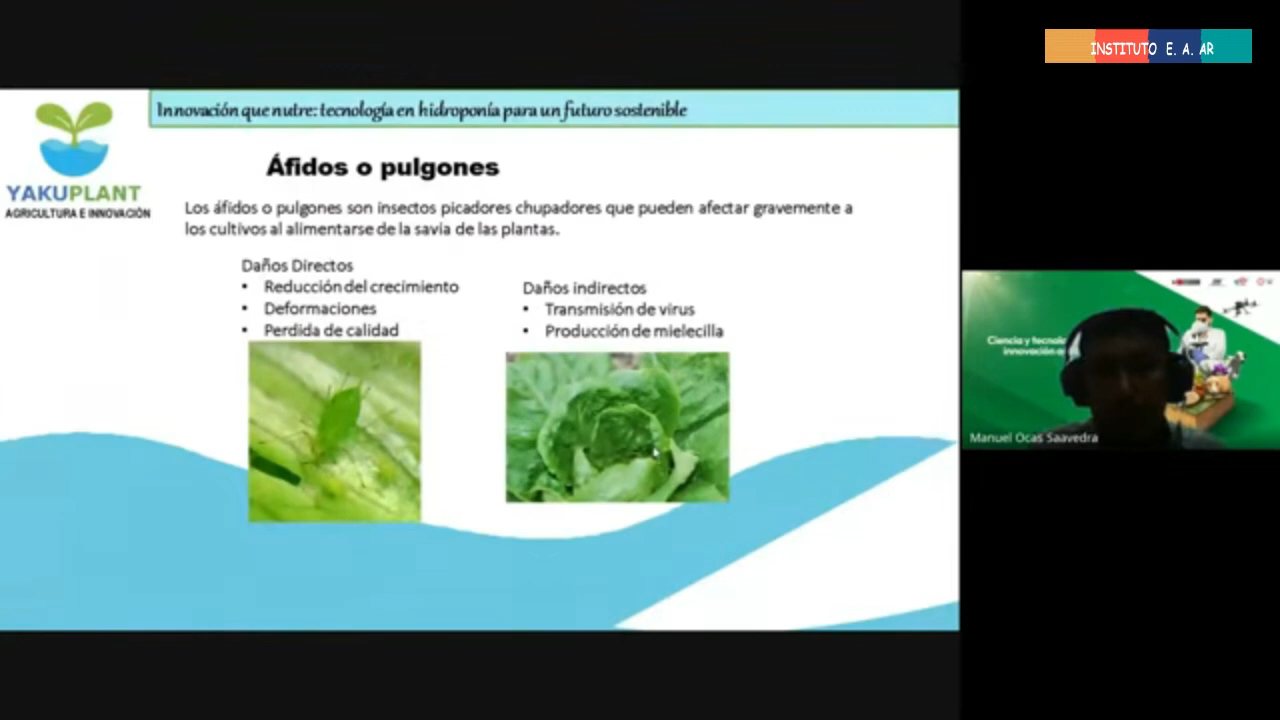 INSTITUTO E. A. AR
Innovación que nutre: tecnología en hidroponía para un futuro sostenible
YAKUPLANT
AGRICULTURA E INNOVACIÓN
Áfidos o pulgones
Los áfidos o pulgones son insectos picadores chupadores que pueden afectar gravemente a
los cultivos al alimentarse de la savia de las plantas.
Daños Directos
• Reducción del crecimiento
• Deformaciones
• Perdida de calidad
Daños indirectos
• Transmisión de virus
• Producción de mielecilla
Ciencia y
innovación
Manuel Ocas Saavedra